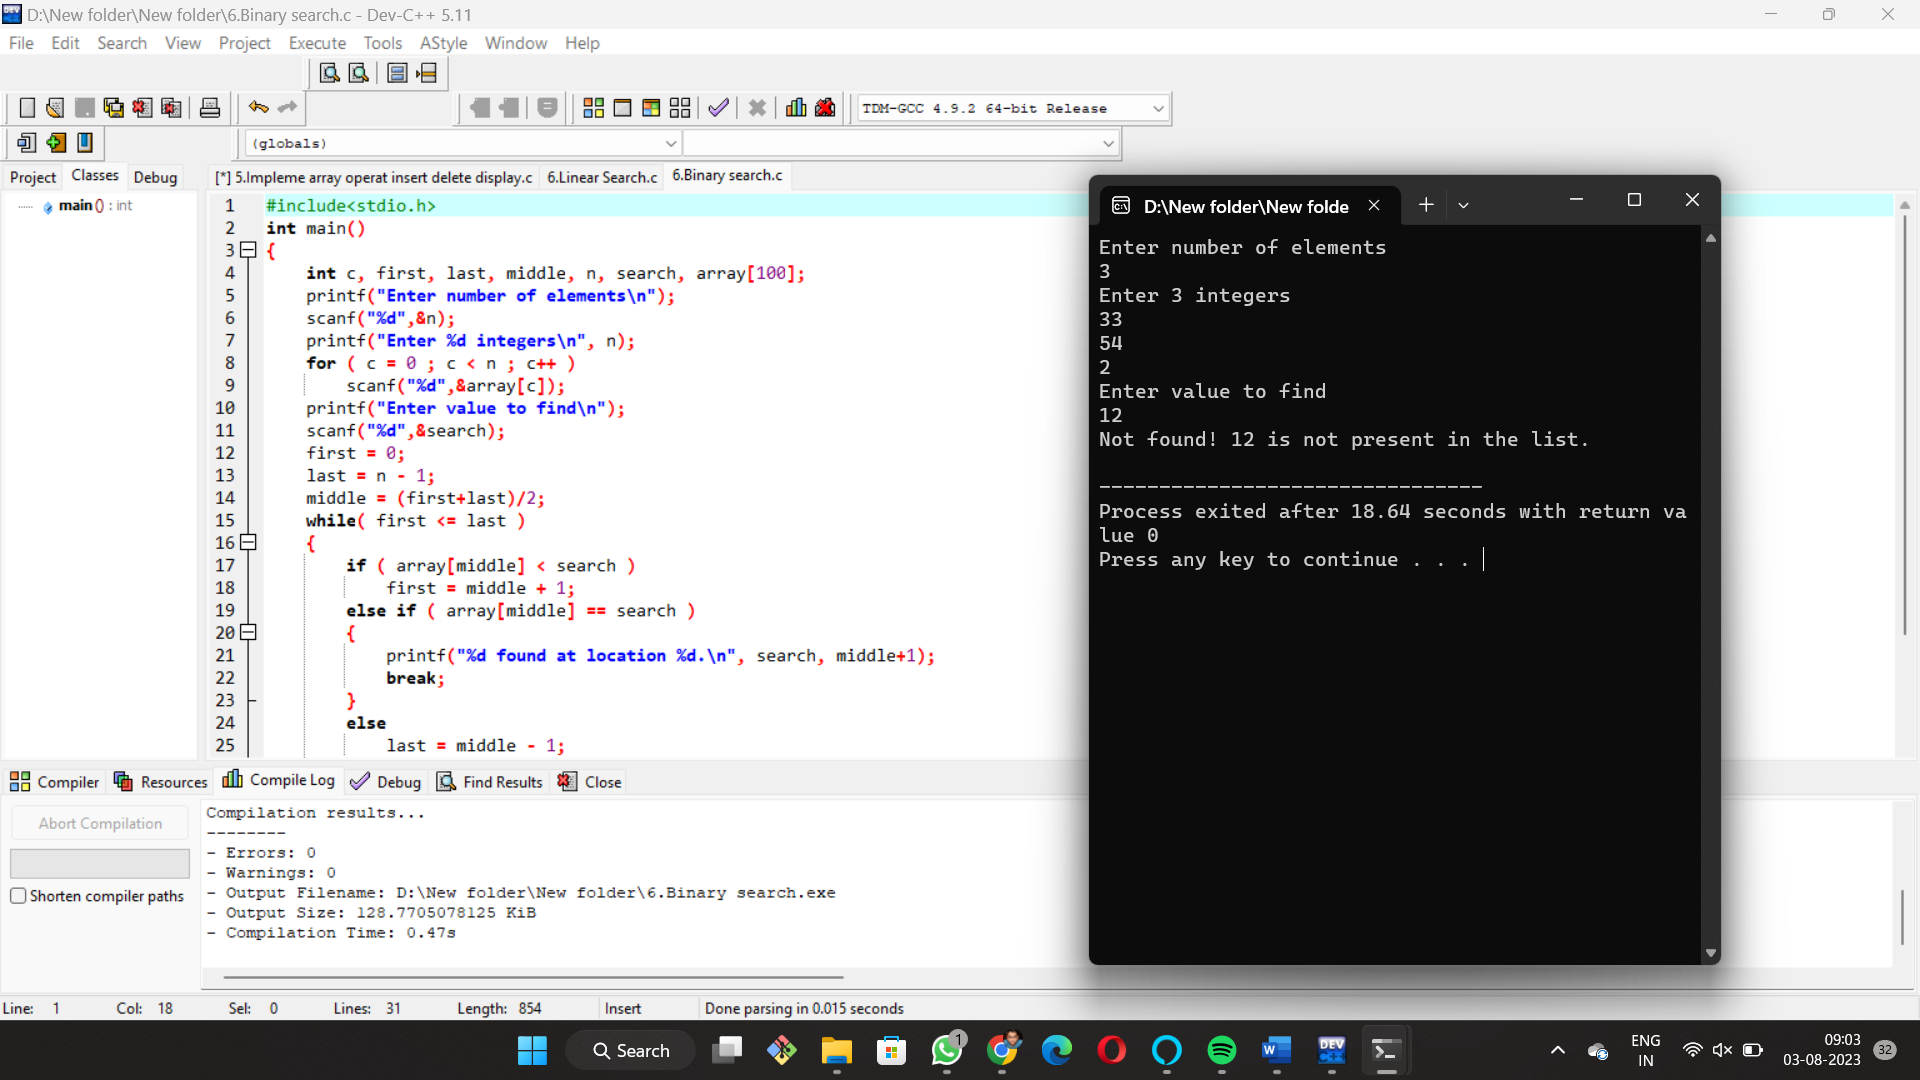 D:\New folder\New folder\6.Binary search.c - Dev-C++ 5.11
File Edit Search View Project Execute Tools AStyle Window Help
TDM-GCC 4.9.2 64-bit Release
(globals)
Project Classes Debug
[*] 5.Impleme array operat insert delete display.c 6.Linear Search.c 6.Binary search.c
main () : int
1 #include<stdio.h>
2 int main()
3 {
4 int c, first, last, middle, n, search, array[100];
5 printf("Enter number of elements\n");
6 scanf("%d",&n);
7 printf("Enter %d integers\n", n);
8 for ( c = 0 ; c < n ; c++ )
9 scanf("%d",&array[c]);
10 printf("Enter value to find\n");
11 scanf("%d",&search);
12 first = 0;
13 last = n - 1;
14 middle = (first+last)/2;
15 while( first <= last )
16 {
17 if ( array[middle] < search )
18 first = middle + 1;
19 else if ( array[middle] == search )
20 {
21 printf("%d found at location %d.\n", search, middle+1);
22 break;
23 }
24 else
25 last = middle - 1;
D:\New folder\New folde
Enter number of elements
3
Enter 3 integers
33
54
2
Enter value to find
12
Not found! 12 is not present in the list.
--------------------------------
Process exited after 18.64 seconds with return va
lue 0
Press any key to continue . . .
Compiler Resources Compile Log Debug Find Results Close
Abort Compilation
Shorten compiler paths
Compilation results...
--------
- Errors: 0
- Warnings: 0
- Output Filename: D:\New folder\New folder\6.Binary search.exe
- Output Size: 128.7705078125 KiB
- Compilation Time: 0.47s
Line: 1 Col: 18 Sel: 0 Lines: 31 Length: 854 Insert Done parsing in 0.015 seconds
Search
1
DEV C++
ENG
IN
09:03
03-08-2023
32